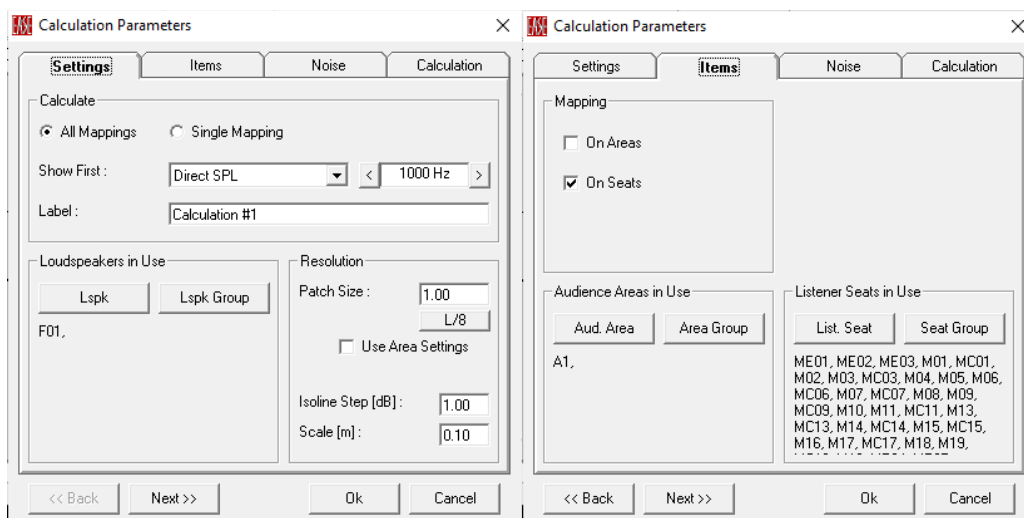 EASE Calculation Parameters
Settings Items Noise Calculation
Calculate
All Mappings Single Mapping
Show First : Direct SPL < 1000 Hz >
Label : Calculation #1
Loudspeakers in Use
Lspk Lspk Group
F01,
Resolution
Patch Size : 1.00
L/8
Use Area Settings
Isoline Step [dB] : 1.00
Scale [m] : 0.10
<< Back Next >> Ok Cancel
EASE Calculation Parameters
Settings Items Noise Calculation
Mapping
On Areas
On Seats
Audience Areas in Use
Aud. Area Area Group
A1,
Listener Seats in Use
List. Seat Seat Group
ME01, ME02, ME03, M01, MC01,
M02, M03, MC03, M04, M05, M06,
MC06, M07, MC07, M08, M09,
MC09, M10, M11, MC11, M13,
MC13, M14, MC14, M15, MC15,
M16, M17, MC17, M18, M19,
<< Back Next >> Ok Cancel